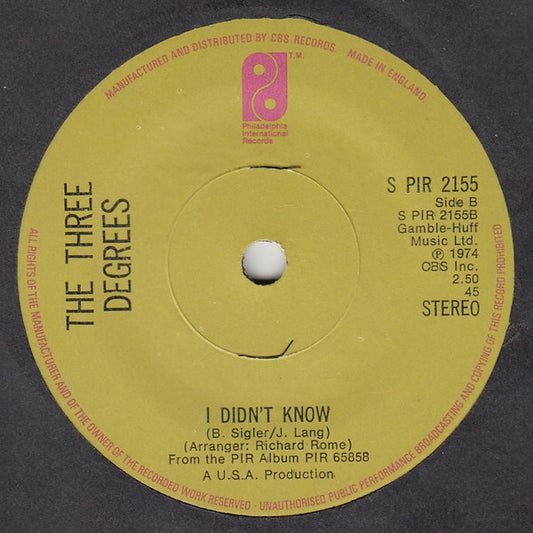 MANUFACTURED AND DISTRIBUTED BY CBS RECORDS
MADE IN ENGLAND.
T.M.
Philadelphia
International
Records
THE THREE
DEGREES
S PIR 2155
Side B
S PIR 2155B
Gamble-Huff
Music Ltd.
Ⓟ 1974
CBS Inc.
2.50
45
STEREO
I DIDN'T KNOW
(B. Sigler/J. Lang)
(Arranger: Richard Rome)
From the PIR Album PIR 65858
A U.S.A. Production
ALL RIGHTS OF THE MANUFACTURER AND OF THE OWNER OF THE RECORDED WORK RESERVED - UNAUTHORISED PUBLIC PERFORMANCE BROADCASTING AND COPYING OF THIS RECORD PROHIBITED